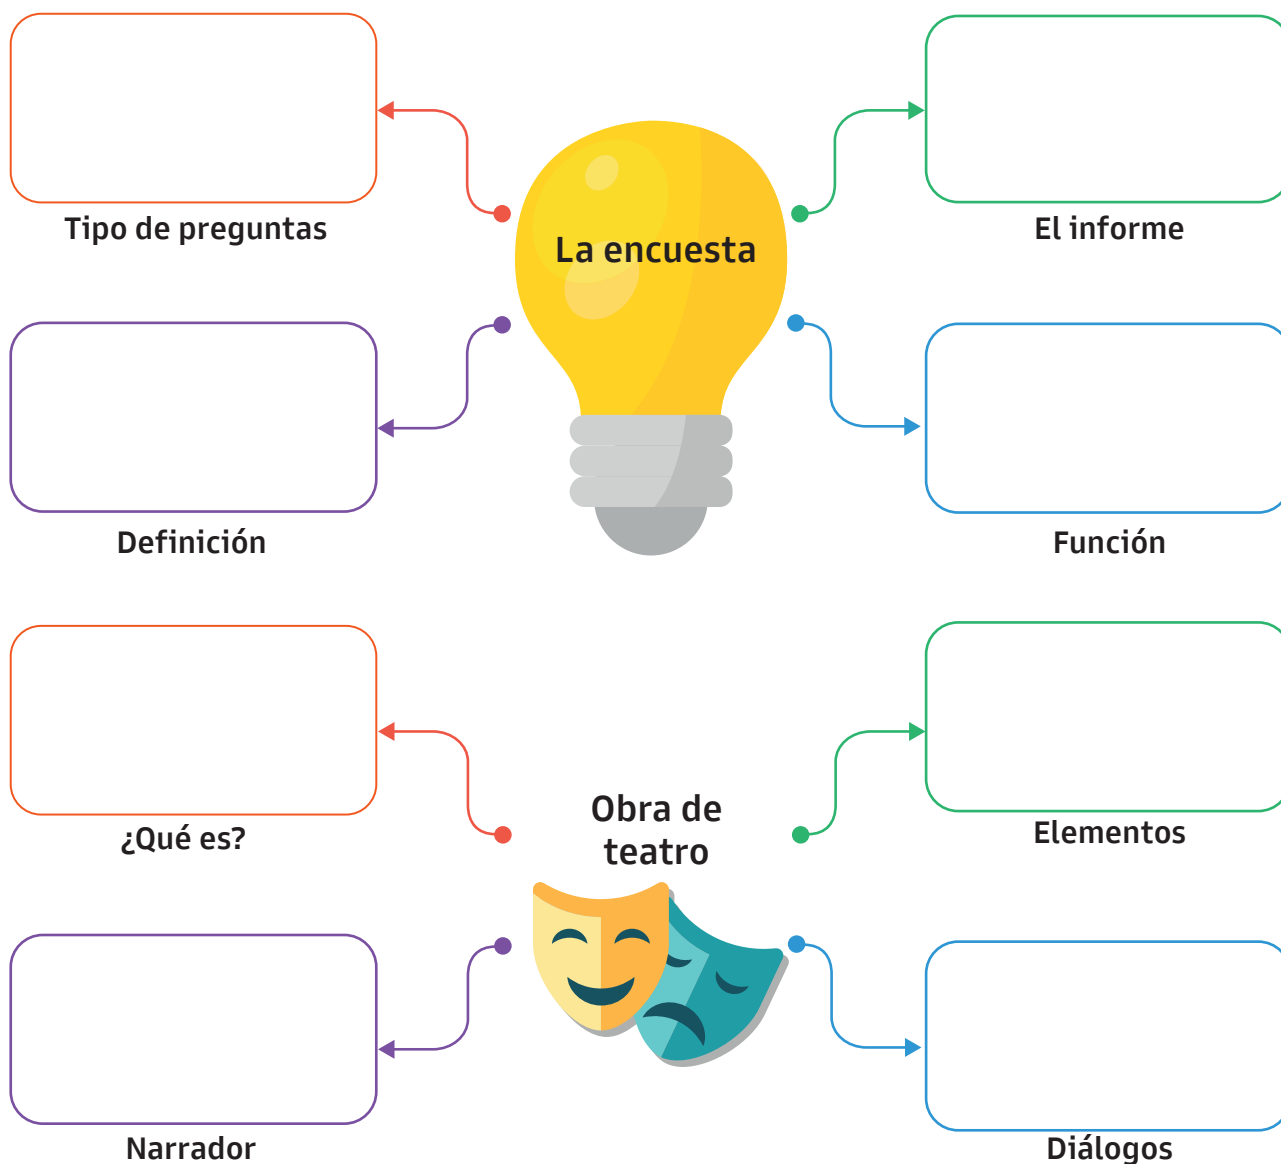 Tipo de preguntas
La encuesta
El informe
Definición
Función
¿Qué es?
Obra de
teatro
Elementos
Narrador
Diálogos